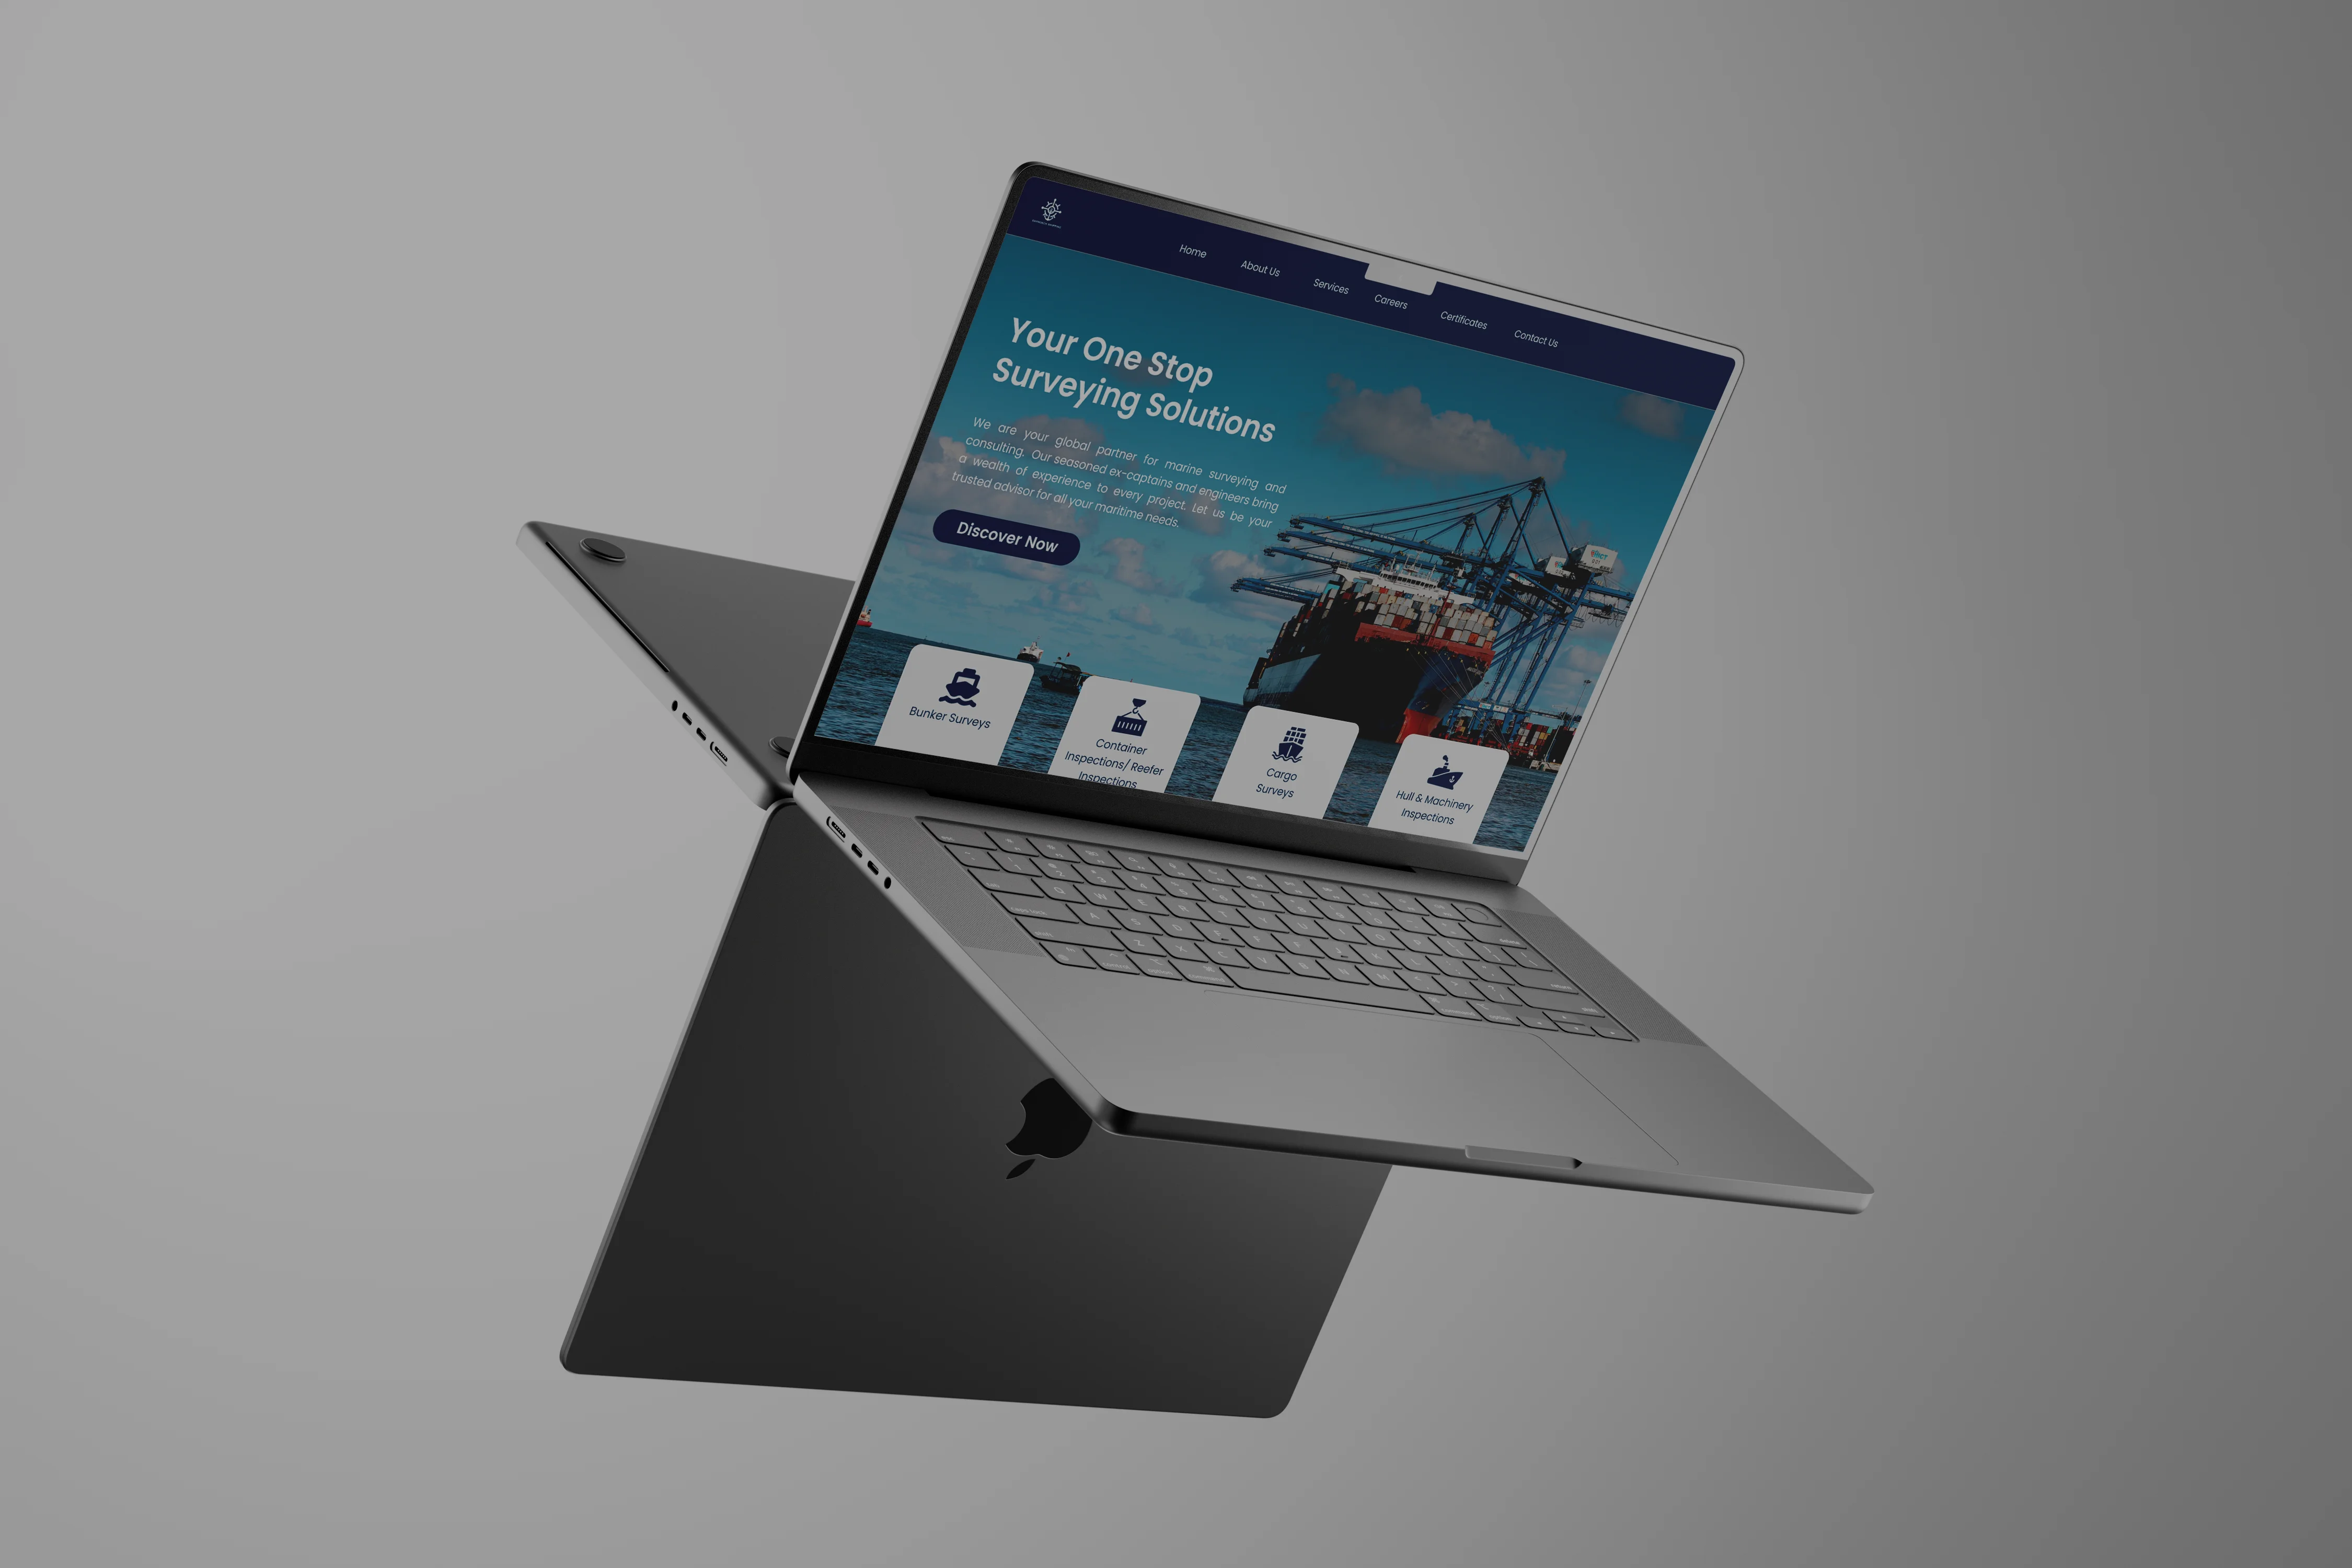 Home
About Us
Services
Careers
Certificates
Contact Us
Your One Stop
Surveying Solutions
We are your global partner for marine surveying and
consulting. Our seasoned ex-captains and engineers bring
a wealth of experience to every project. Let us be your
trusted advisor for all your maritime needs.
Discover Now
Bunker Surveys
Container
Inspections/ Reefer
Inspections
Cargo
Surveys
Hull & Machinery
Inspections